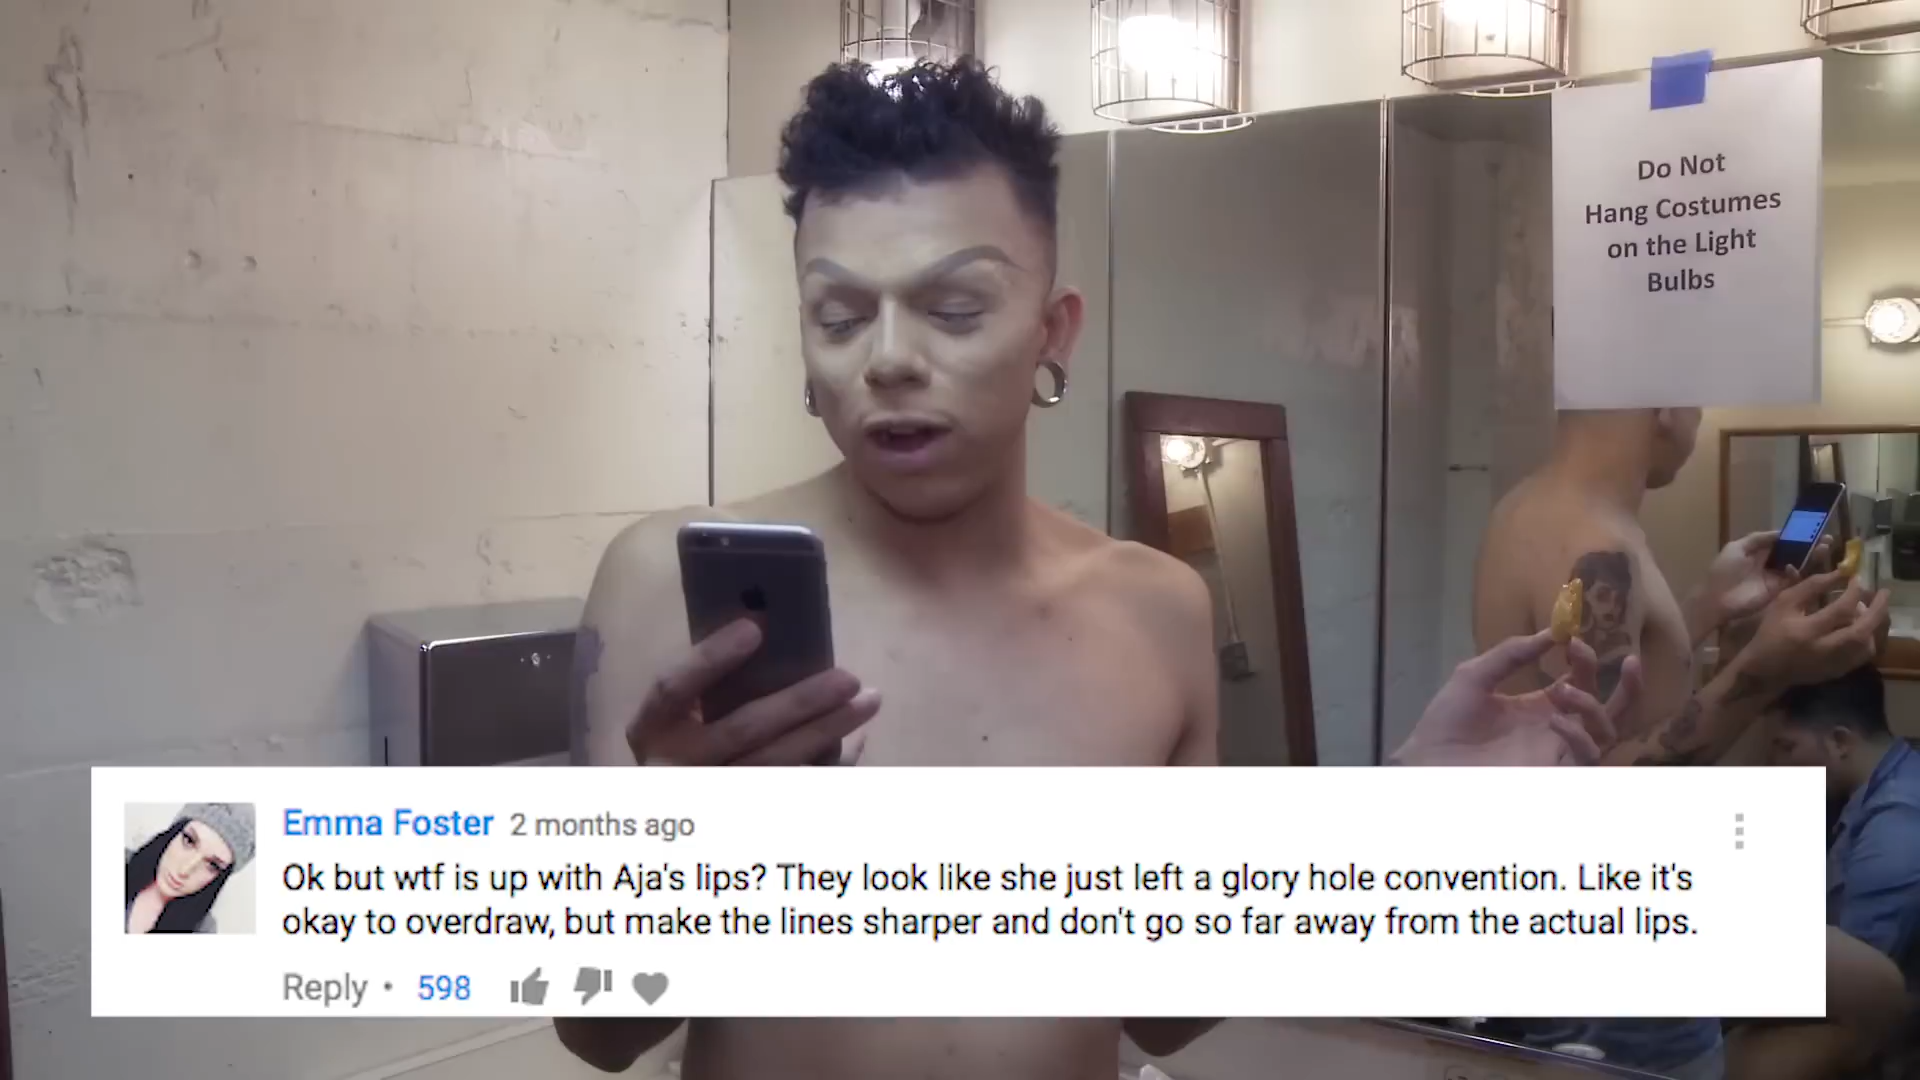 Do Not
Hang Costumes
on the Light
Bulbs
Emma Foster 2 months ago
Ok but wtf is up with Aja's lips? They look like she just left a glory hole convention. Like it's
okay to overdraw, but make the lines sharper and don't go so far away from the actual lips.
Reply • 598